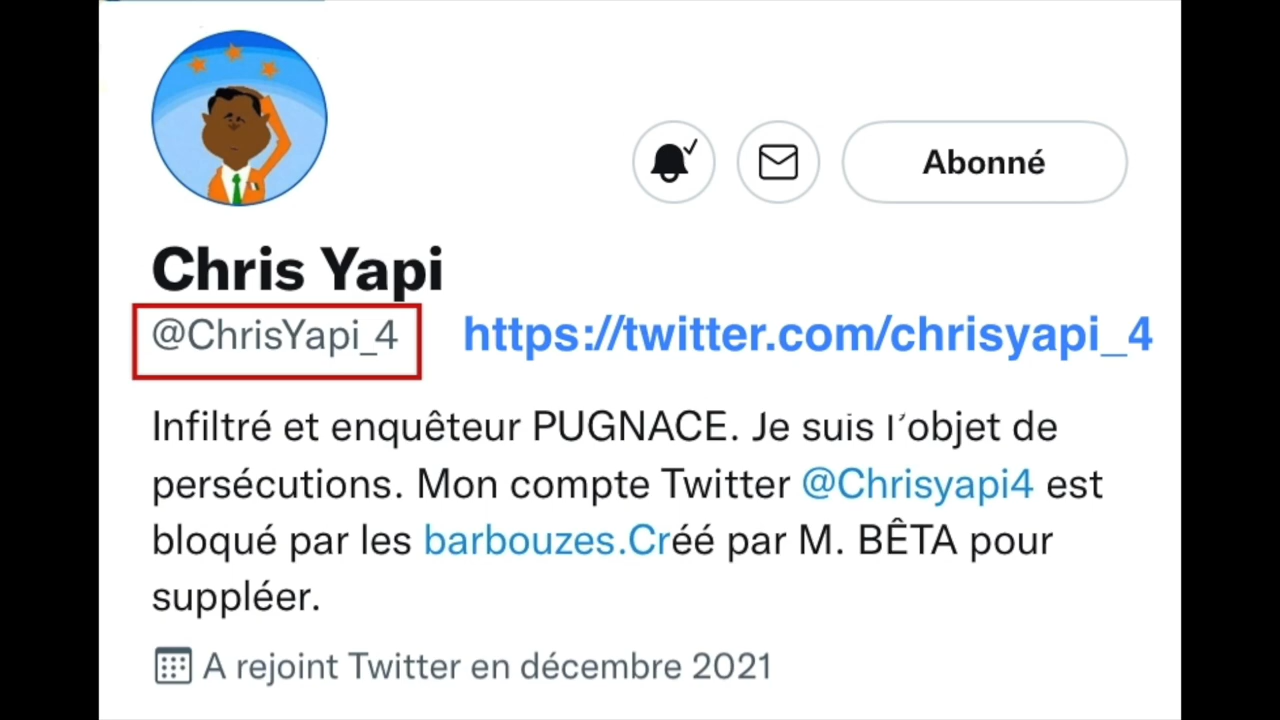 Abonné
Chris Yapi
@ChrisYapi_4 https://twitter.com/chrisyapi_4
Infiltré et enquêteur PUGNACE. Je suis l'objet de
persécutions. Mon compte Twitter @Chrisyapi4 est
bloqué par les barbouzes.Créé par M. BÊTA pour
suppléer.
A rejoint Twitter en décembre 2021